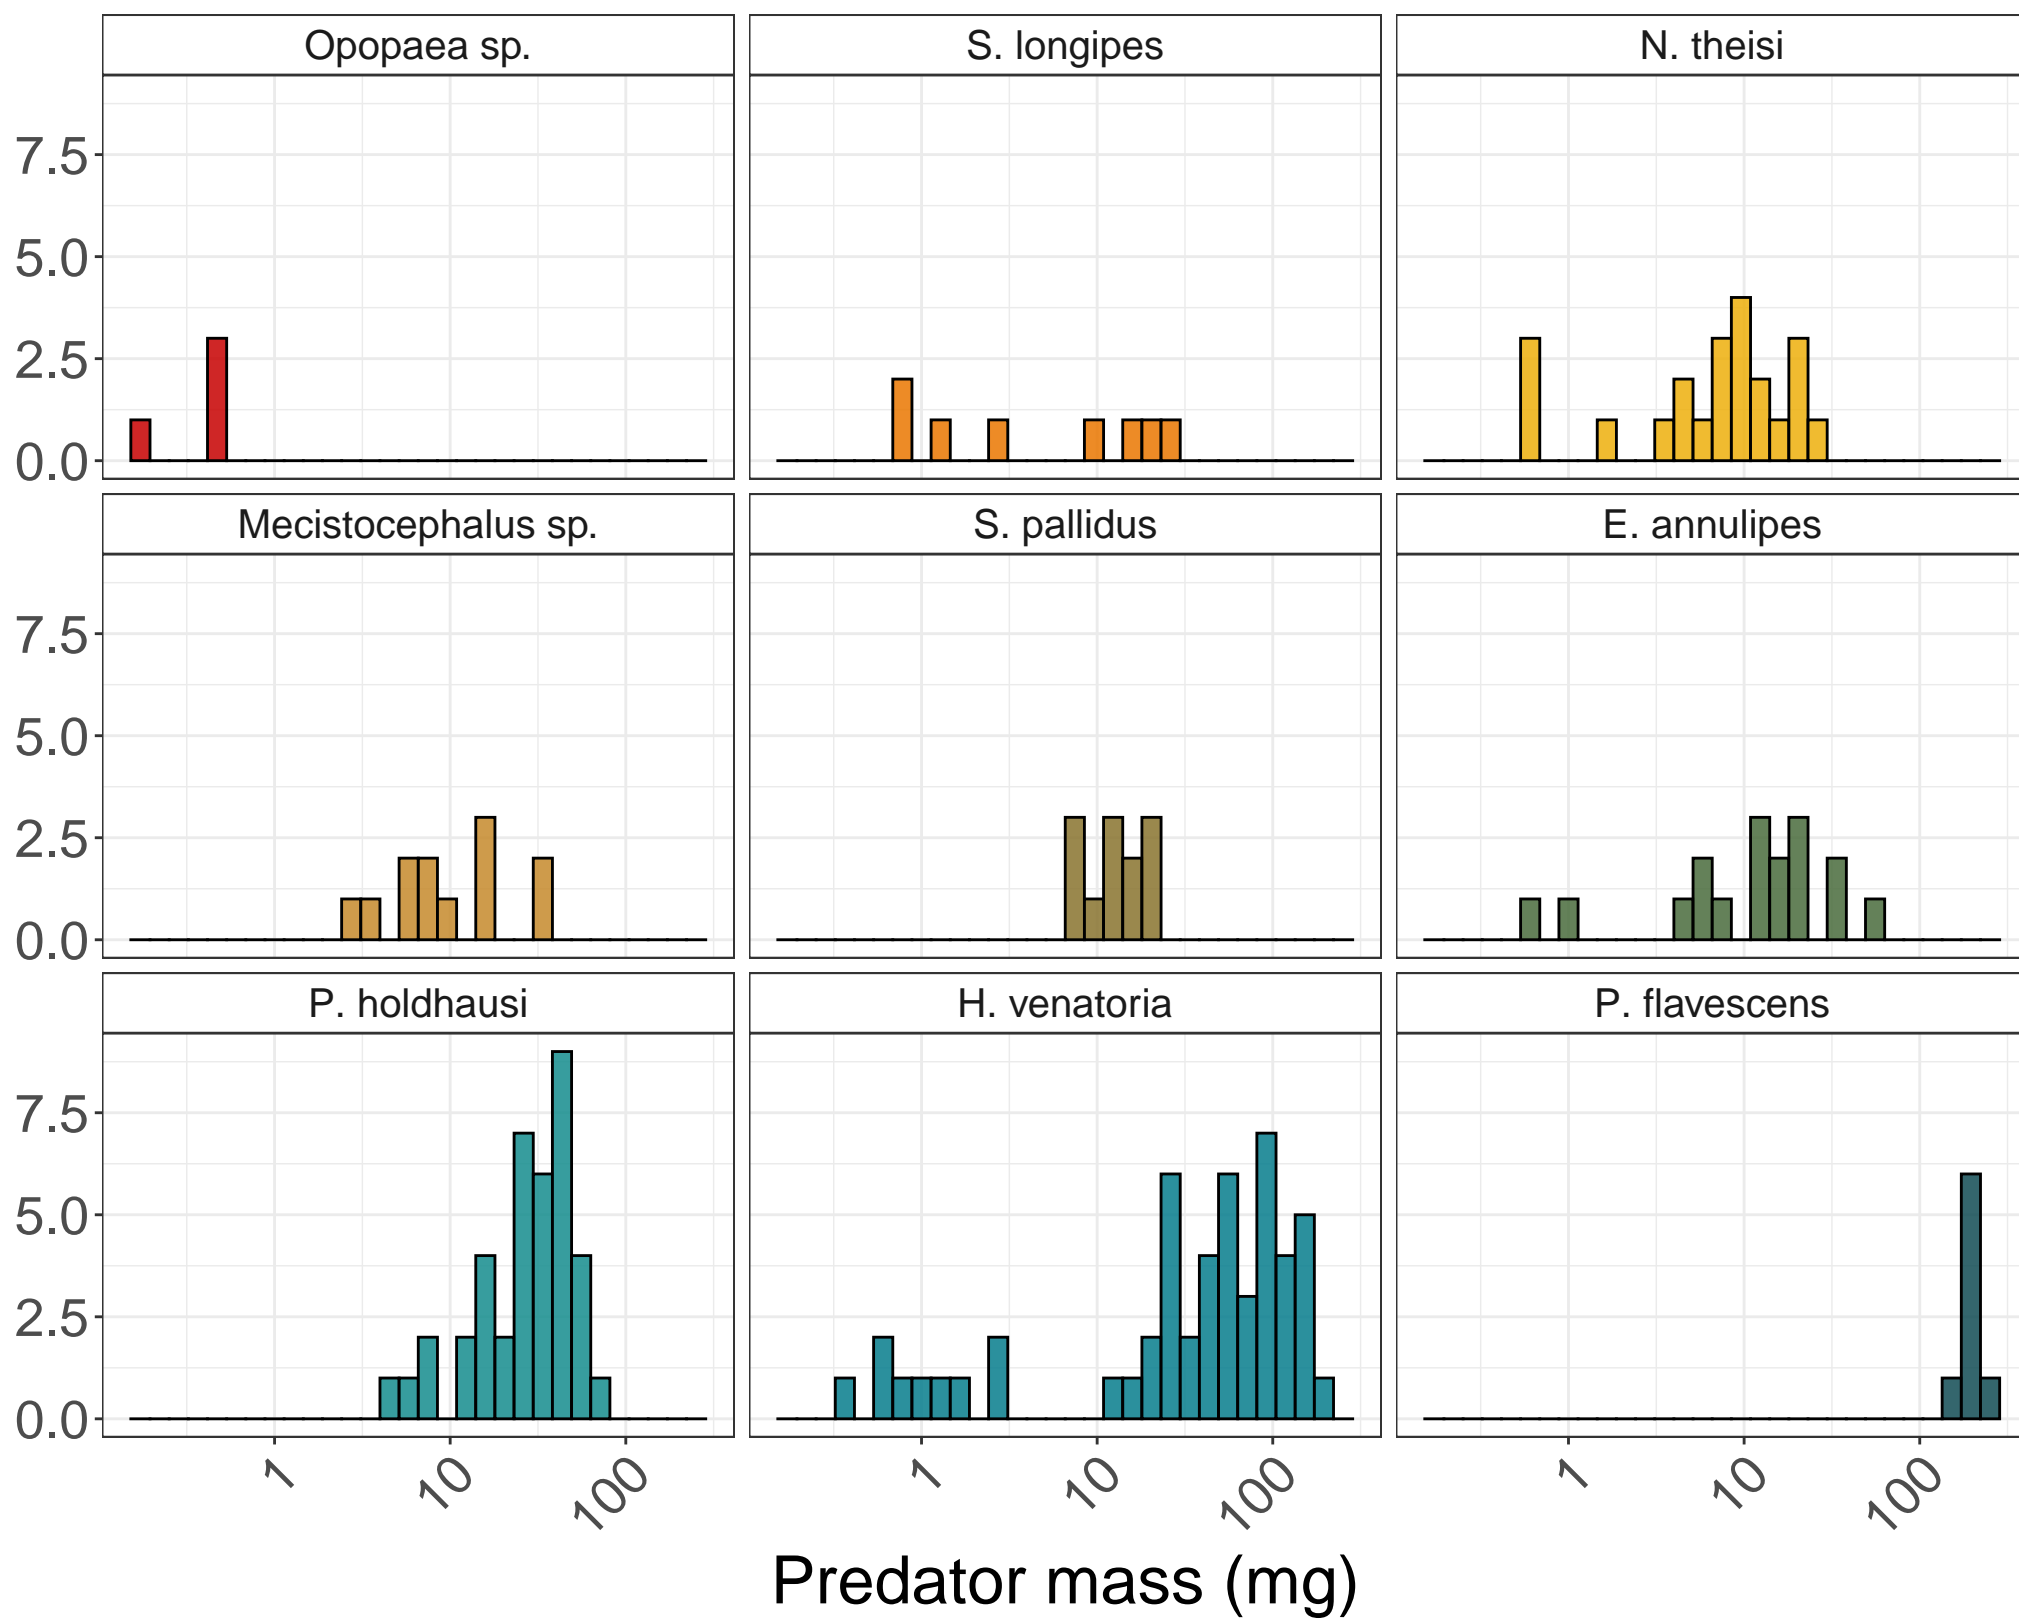 Opopaea sp. S. longipes N. theisi
7.5
5.0
2.5
0.0
Mecistocephalus sp. S. pallidus E. annulipes
7.5
5.0
2.5
0.0
P. holdhausi H. venatoria P. flavescens
7.5
5.0
2.5
0.0
1 10 100 1 10 100 1 10 100
Predator mass (mg)